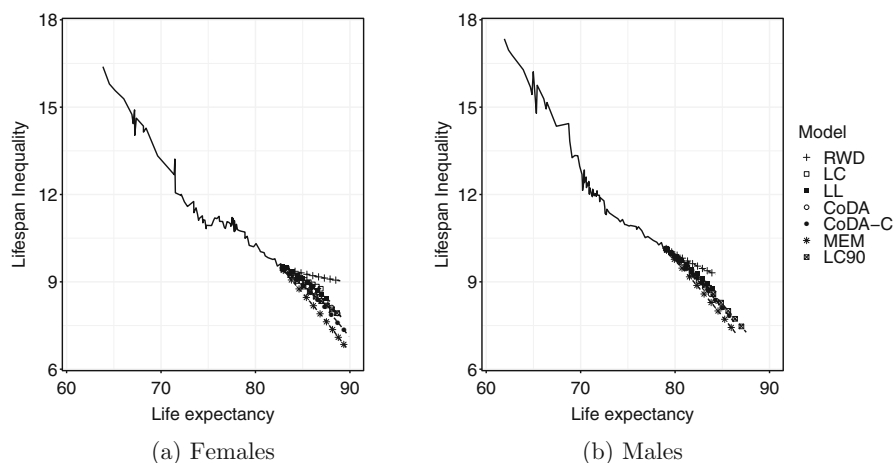 18
15
12
9
6
Lifespan Inequality
60 70 80 90
Life expectancy
(a) Females
18
15
12
9
6
Lifespan Inequality
60 70 80 90
Life expectancy
(b) Males
Model
RWD
LC
LL
CoDA
CoDA-C
MEM
LC90